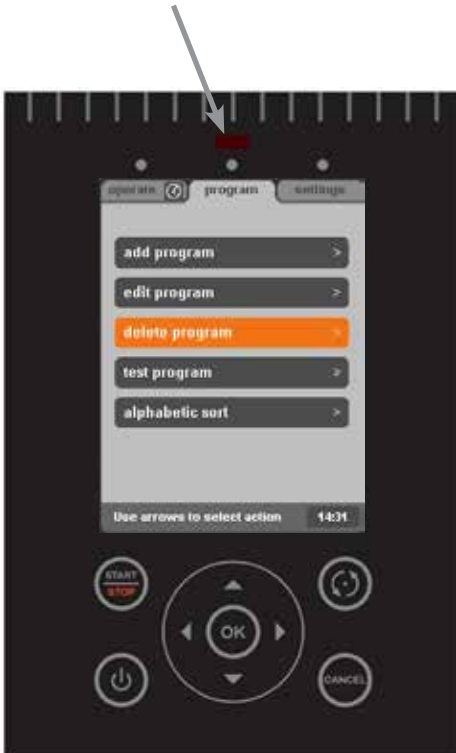 operate program settings
add program >
edit program >
delete program >
test program >
alphabetic sort >
Use arrows to select action 14:31
START
STOP
OK
CANCEL